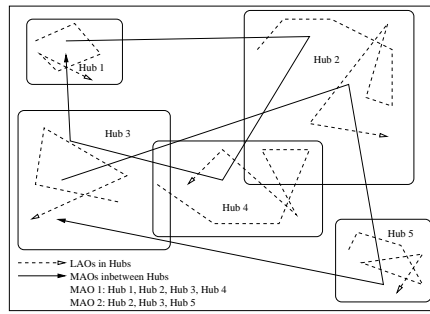 Hub 1
Hub 2
Hub 3
Hub 4
Hub 5
LAOs in Hubs
MAOs inbetween Hubs
MAO 1: Hub 1, Hub 2, Hub 3, Hub 4
MAO 2: Hub 2, Hub 3, Hub 5